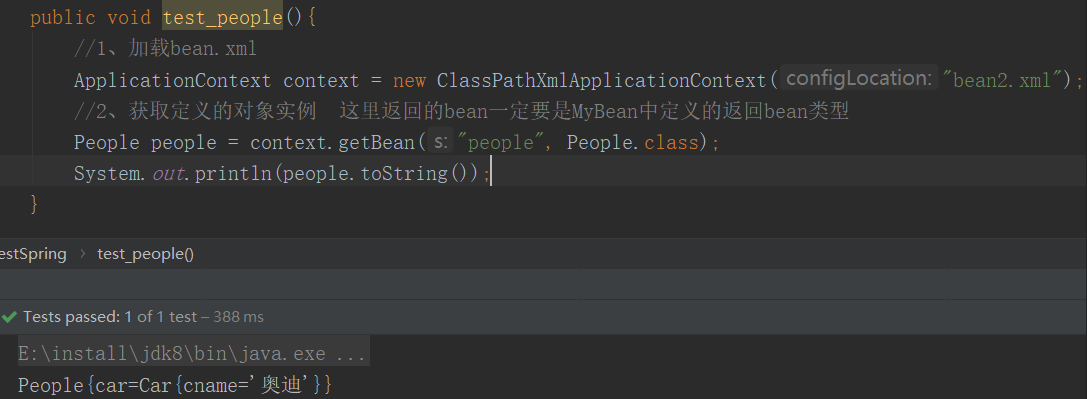 public void test_people(){
//1、加载bean.xml
ApplicationContext context = new ClassPathXmlApplicationContext( configLocation: "bean2.xml");
//2、获取定义的对象实例  这里返回的bean一定要是MyBean中定义的返回bean类型
People people = context.getBean( s: "people", People.class);
System.out.println(people.toString());
}
estSpring › test_people()
Tests passed: 1 of 1 test – 388 ms
E:\install\jdk8\bin\java.exe ...
People{car=Car{cname='奥迪'}}